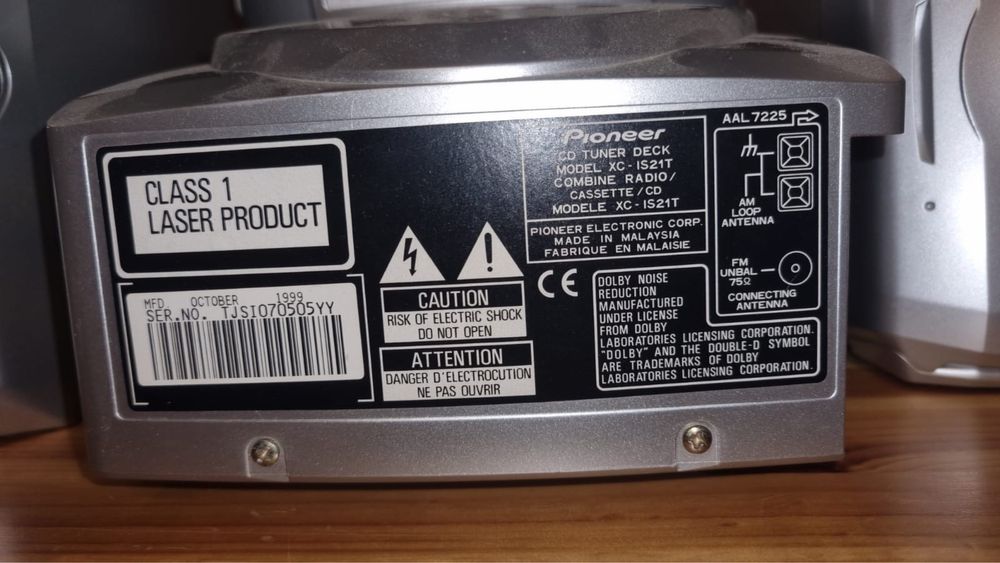 CLASS 1
LASER PRODUCT
MFD. OCTOBER 1999
SER.NO. TJSI070505YY
CAUTION
RISK OF ELECTRIC SHOCK
DO NOT OPEN
ATTENTION
DANGER D'ELECTROCUTION
NE PAS OUVRIR
Pioneer
CD TUNER DECK
MODEL XC-IS21T
COMBINE RADIO/
CASSETTE/CD
MODELE XC-IS21T
PIONEER ELECTRONIC CORP.
MADE IN MALAYSIA
FABRIQUE EN MALAISIE
CE
DOLBY NOISE
REDUCTION
MANUFACTURED
UNDER LICENSE
FROM DOLBY
LABORATORIES LICENSING CORPORATION.
"DOLBY" AND THE DOUBLE-D SYMBOL
ARE TRADEMARKS OF DOLBY
LABORATORIES LICENSING CORPORATION.
AAL7225
AM
LOOP
ANTENNA
FM
UNBAL
75Ω
CONNECTING
ANTENNA